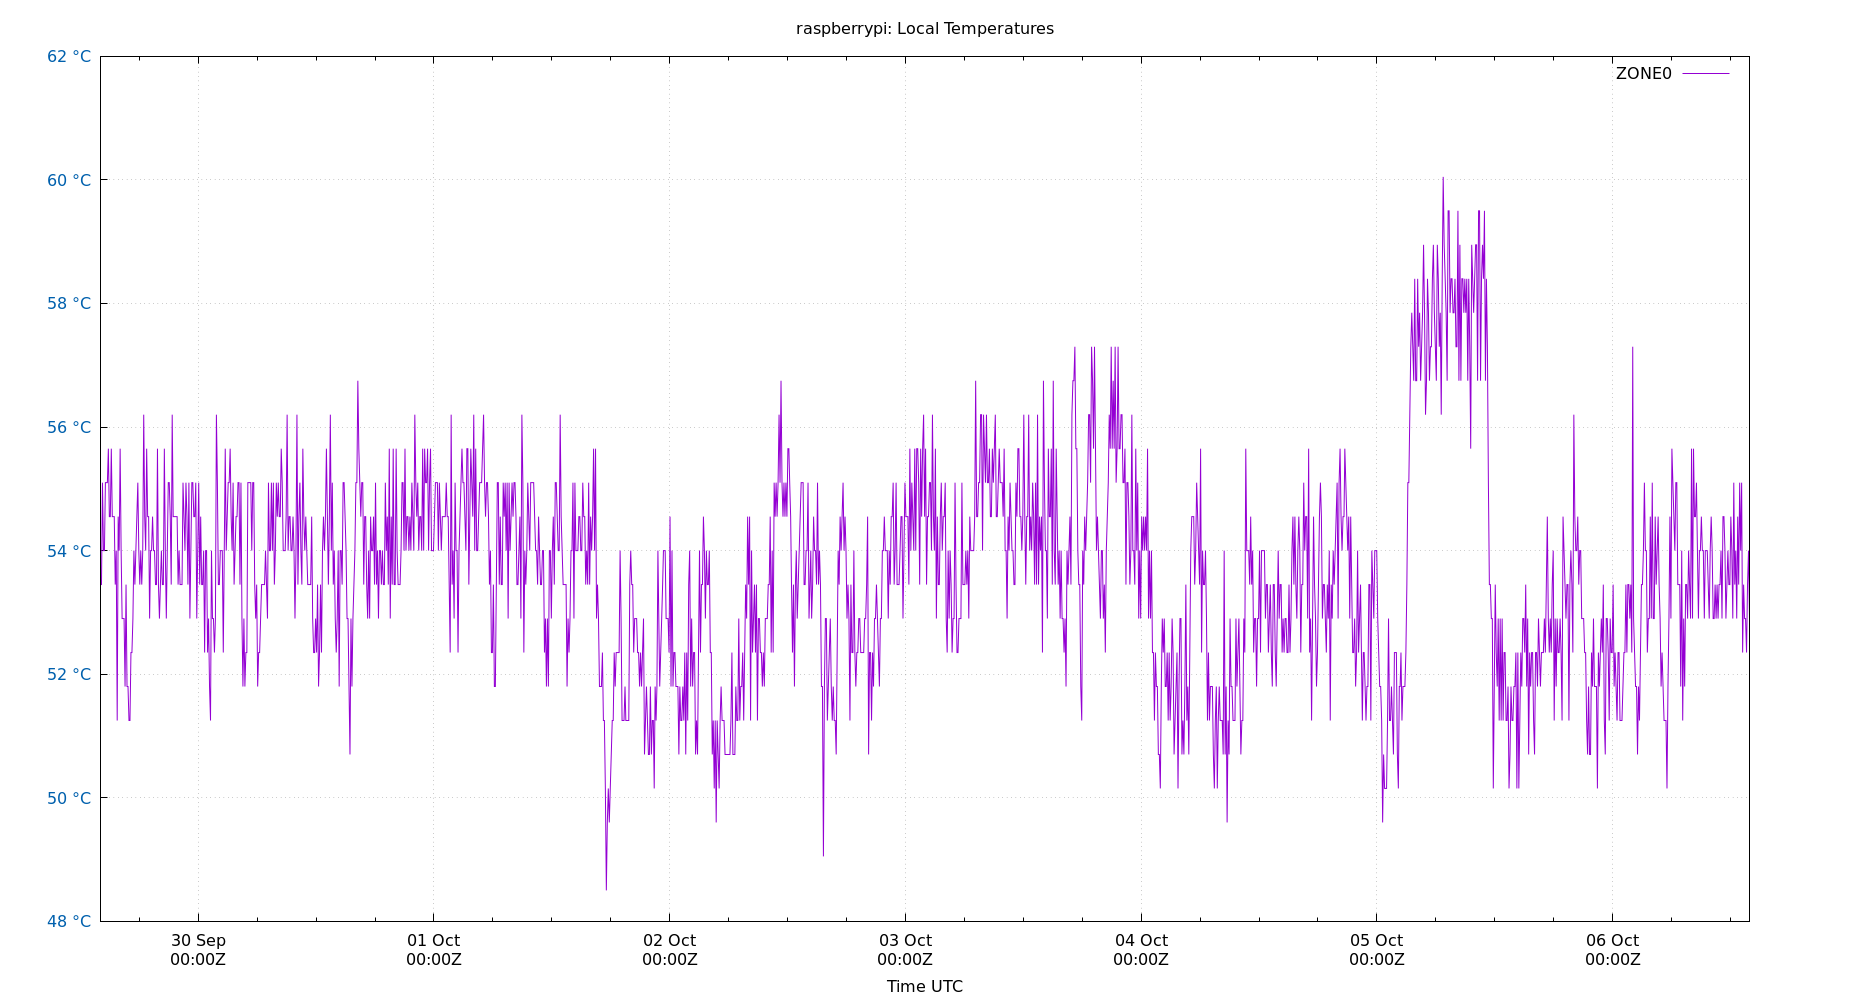 raspberrypi: Local Temperatures
62 °C
ZONE0
60 °C
58 °C
56 °C
54 °C
52 °C
50 °C
48 °C
30 Sep 01 Oct 02 Oct 03 Oct 04 Oct 05 Oct 06 Oct
00:00Z 00:00Z 00:00Z 00:00Z 00:00Z 00:00Z 00:00Z
Time UTC